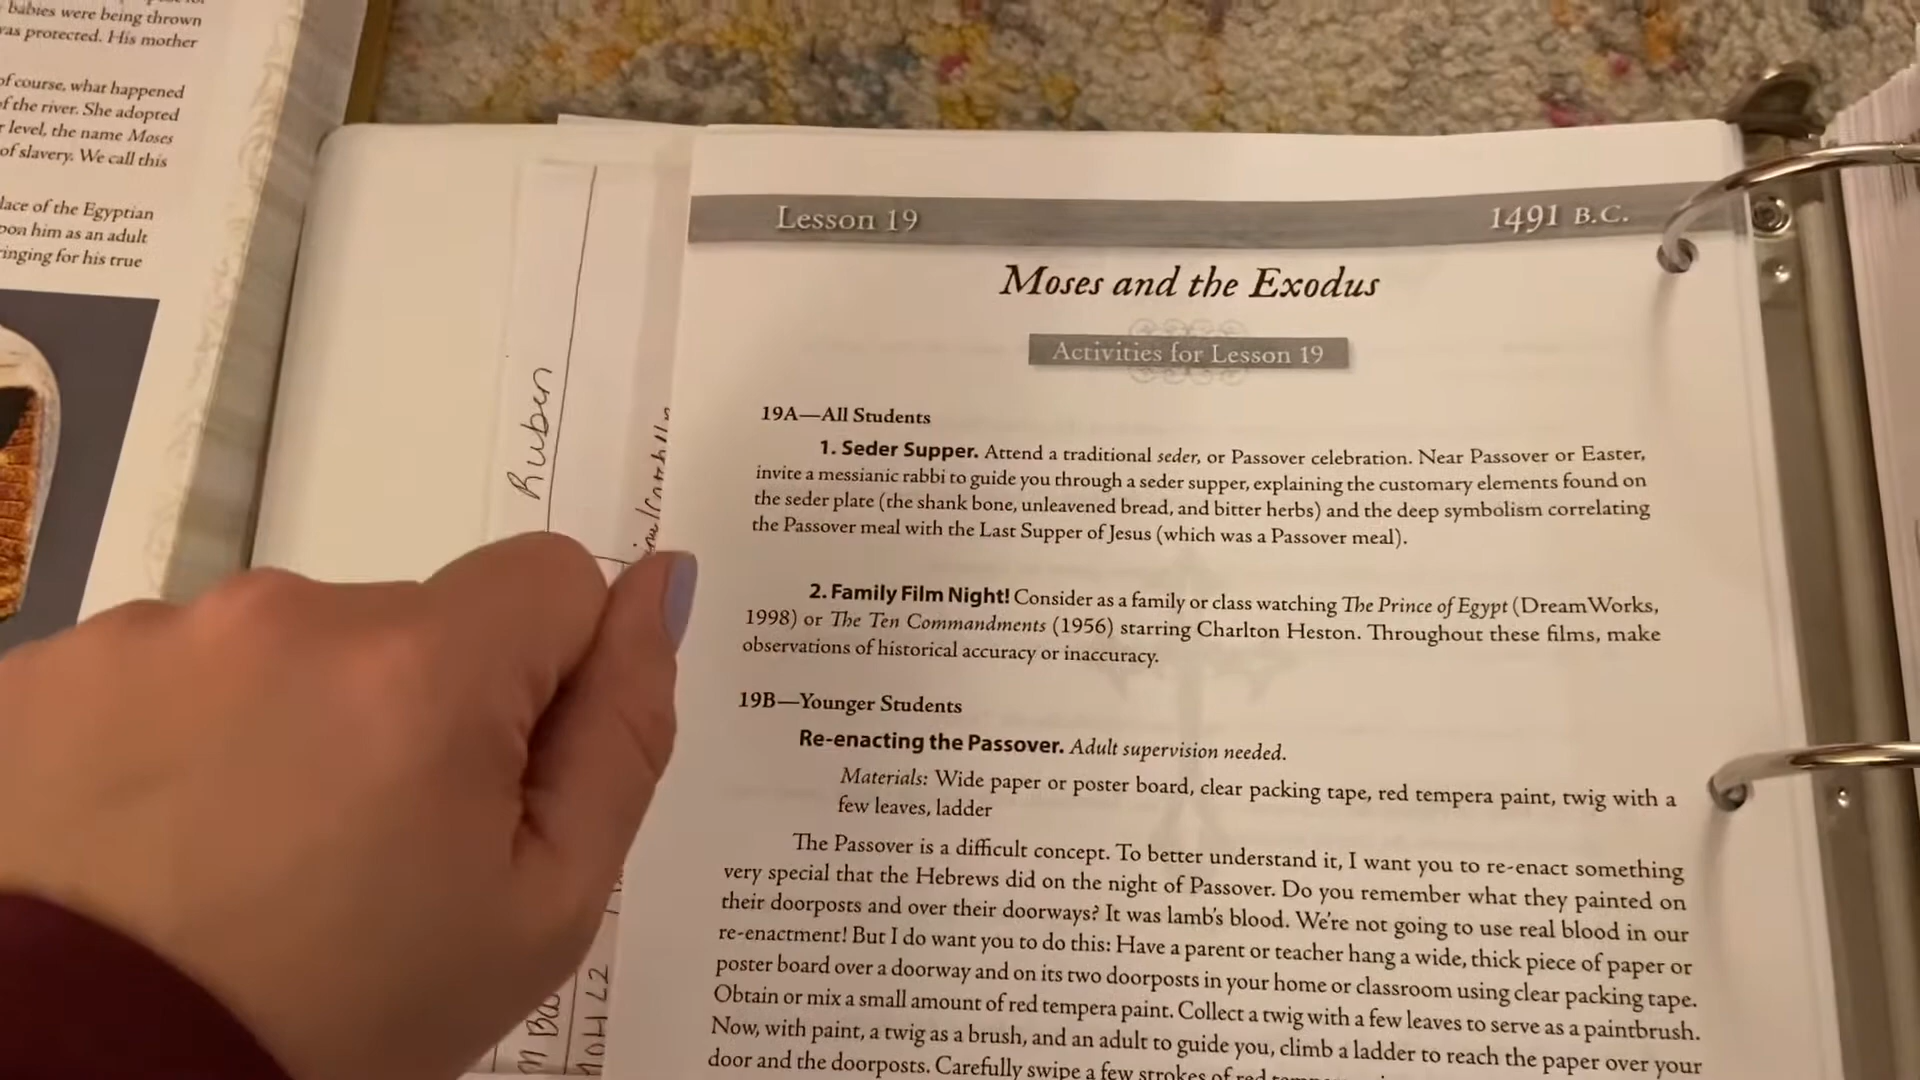 babies were being thrown
was protected. His mother
of course, what happened
of the river. She adopted
level, the name Moses
of slavery. We call this
of the Egyptian
upon him as an adult
for his true
Ruben
Lesson 19
1491 B.C.
Moses and the Exodus
Activities for Lesson 19
19A—All Students
1. Seder Supper. Attend a traditional seder, or Passover celebration. Near Passover or Easter,
invite a messianic rabbi to guide you through a seder supper, explaining the customary elements found on
the seder plate (the shank bone, unleavened bread, and bitter herbs) and the deep symbolism correlating
the Passover meal with the Last Supper of Jesus (which was a Passover meal).
2. Family Film Night! Consider as a family or class watching The Prince of Egypt (DreamWorks,
1998) or The Ten Commandments (1956) starring Charlton Heston. Throughout these films, make
observations of historical accuracy or inaccuracy.
19B—Younger Students
Re-enacting the Passover. Adult supervision needed.
Materials: Wide paper or poster board, clear packing tape, red tempera paint, twig with a
few leaves, ladder
The Passover is a difficult concept. To better understand it, I want you to re-enact something
very special that the Hebrews did on the night of Passover. Do you remember what they painted on
their doorposts and over their doorways? It was lamb's blood. We're not going to use real blood in our
re-enactment! But I do want you to do this: Have a parent or teacher hang a wide, thick piece of paper or
poster board over a doorway and on its two doorposts in your home or classroom using clear packing tape.
Obtain or mix a small amount of red tempera paint. Collect a twig with a few leaves to serve as a paintbrush.
Now, with paint, a twig as a brush, and an adult to guide you, climb a ladder to reach the paper over your
door and the doorposts. Carefully swipe a few strokes of red